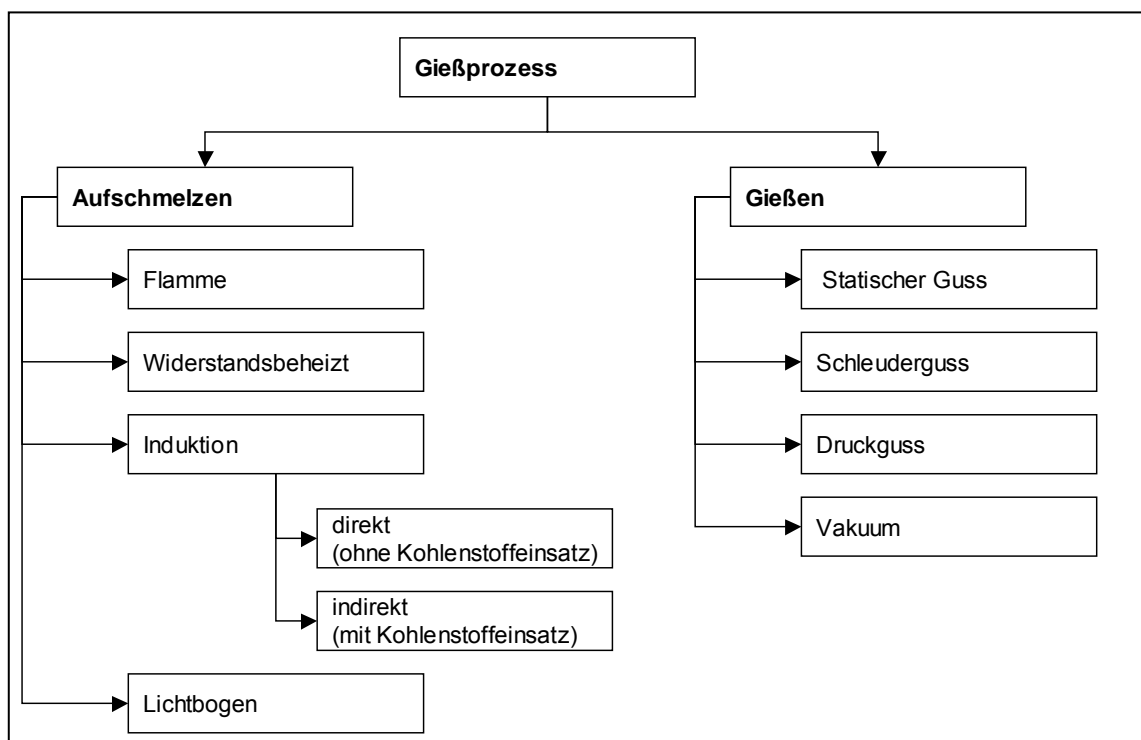 Gießprozess
Aufschmelzen
Flamme
Widerstandsbeheizt
Induktion
direkt
(ohne Kohlenstoffeinsatz)
indirekt
(mit Kohlenstoffeinsatz)
Lichtbogen
Gießen
Statischer Guss
Schleuderguss
Druckguss
Vakuum